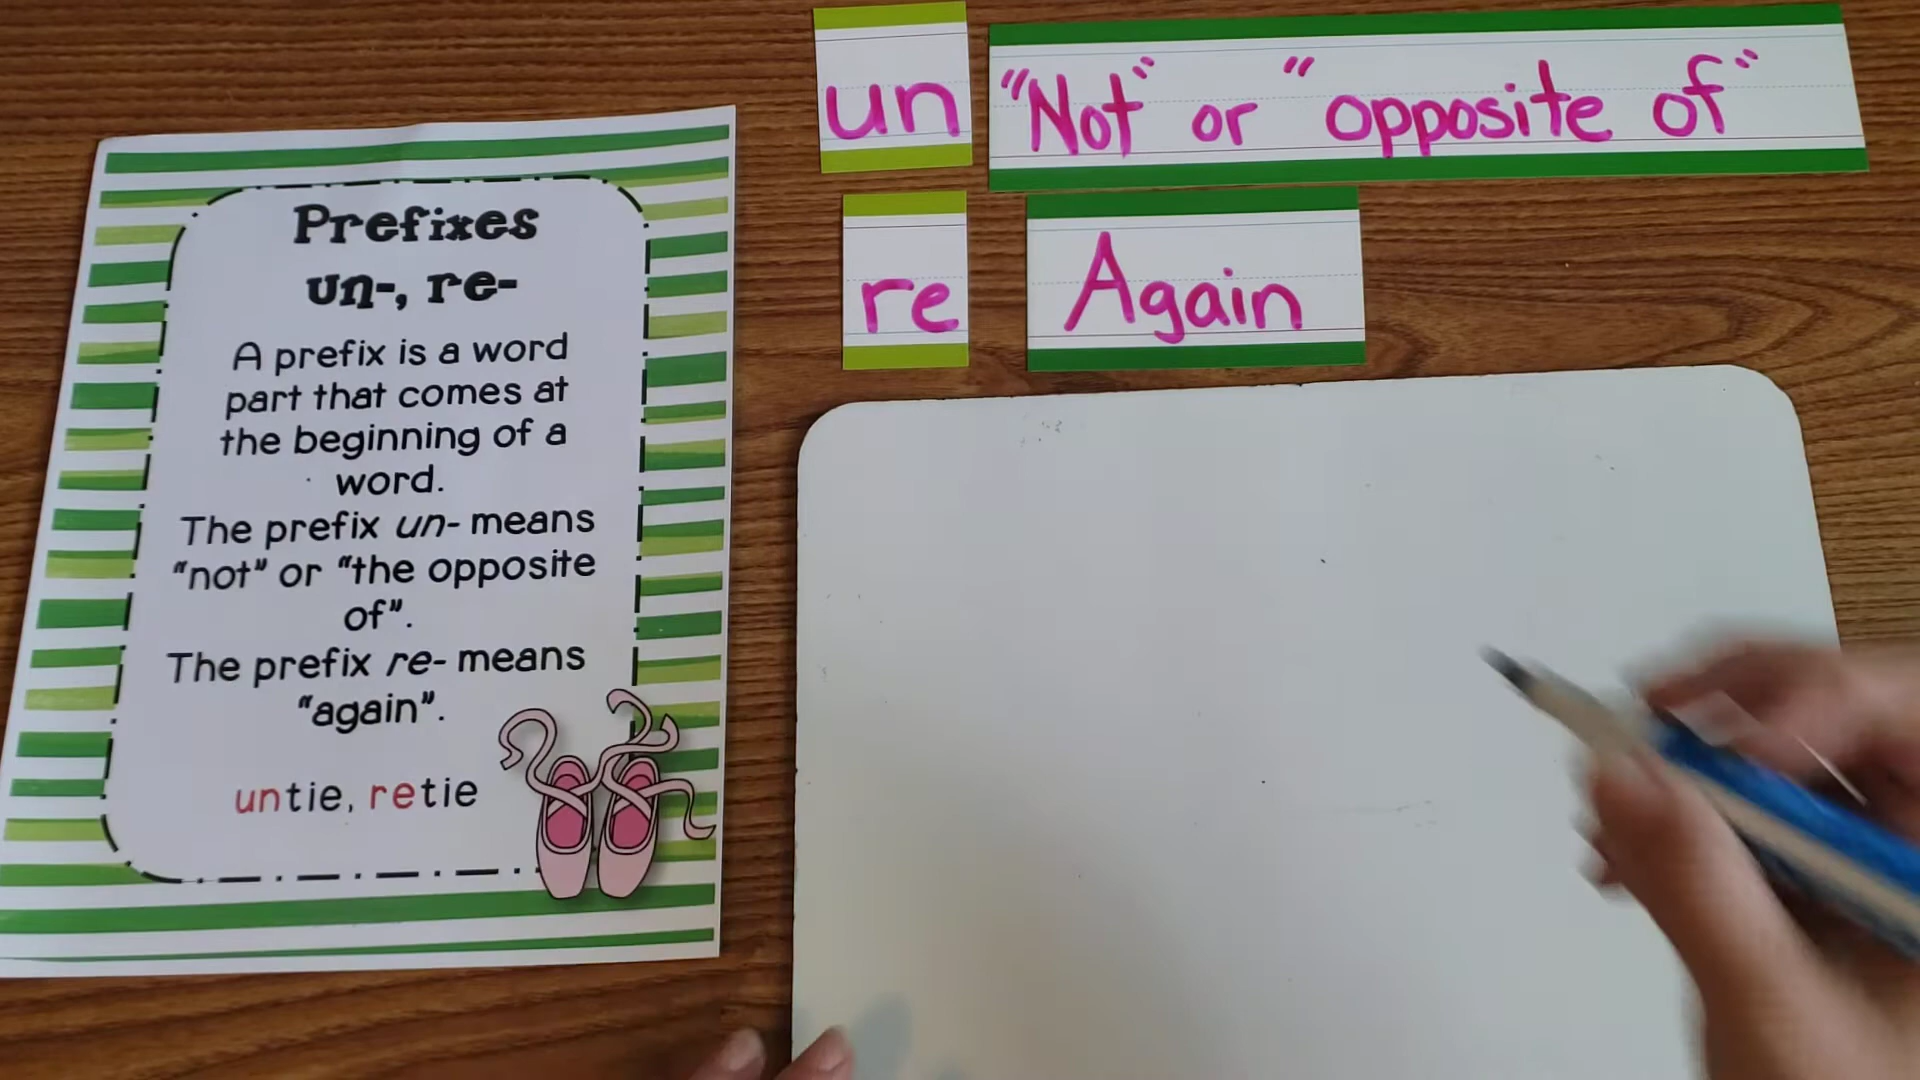 Prefixes
un-, re-
A prefix is a word
part that comes at
the beginning of a
word.
The prefix un- means
"not" or "the opposite
of".
The prefix re- means
"again".
untie, retie
un "Not" or "opposite of"
re Again